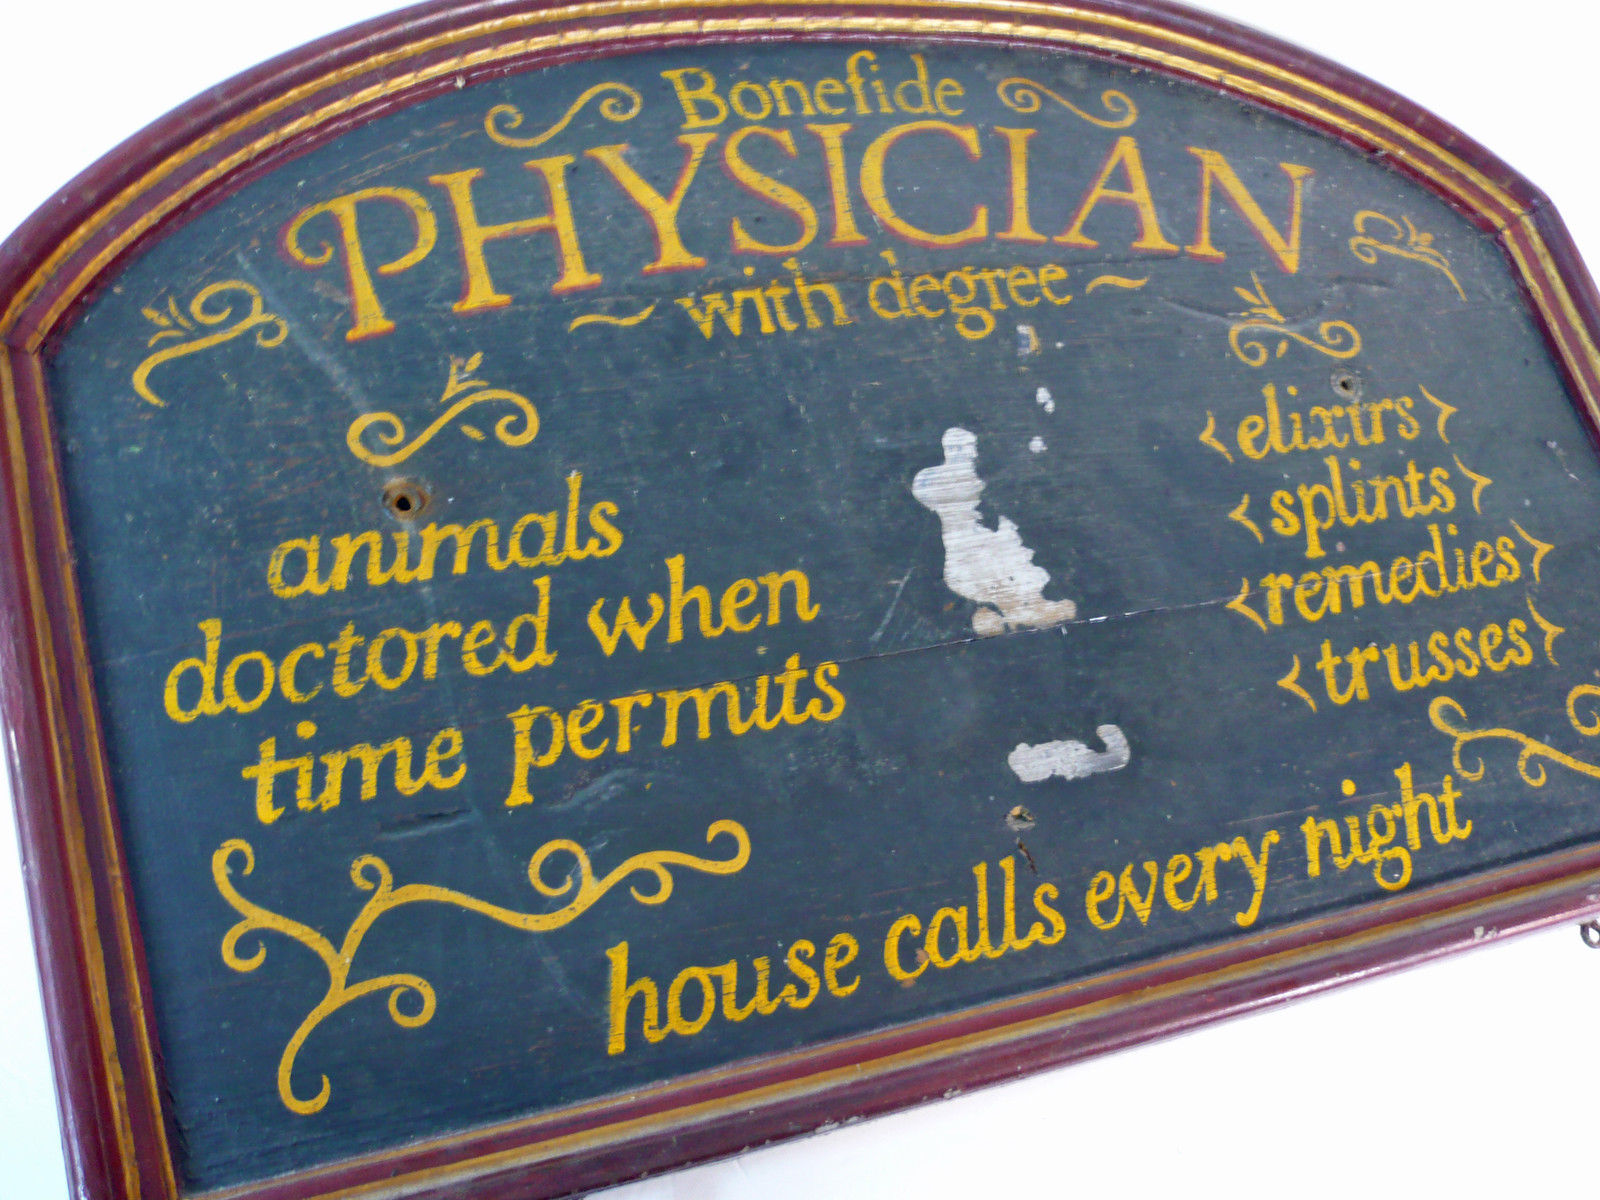 Bonefide
PHYSICIAN
~ with degree ~
animals
doctored when
time permits
<elixirs>
<splints>
<remedies>
<trusses>
house calls every night